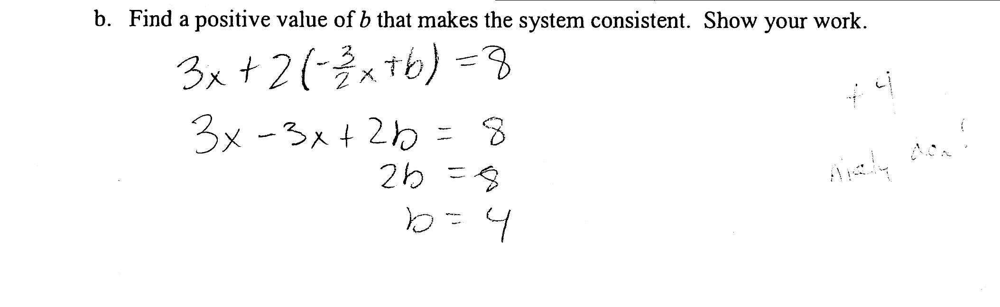 b. Find a positive value of b that makes the system consistent. Show your work.
3x + 2(-3/2x + b) = 8
+4
3x - 3x + 2b = 8
Nicely
2b = 8
b = 4